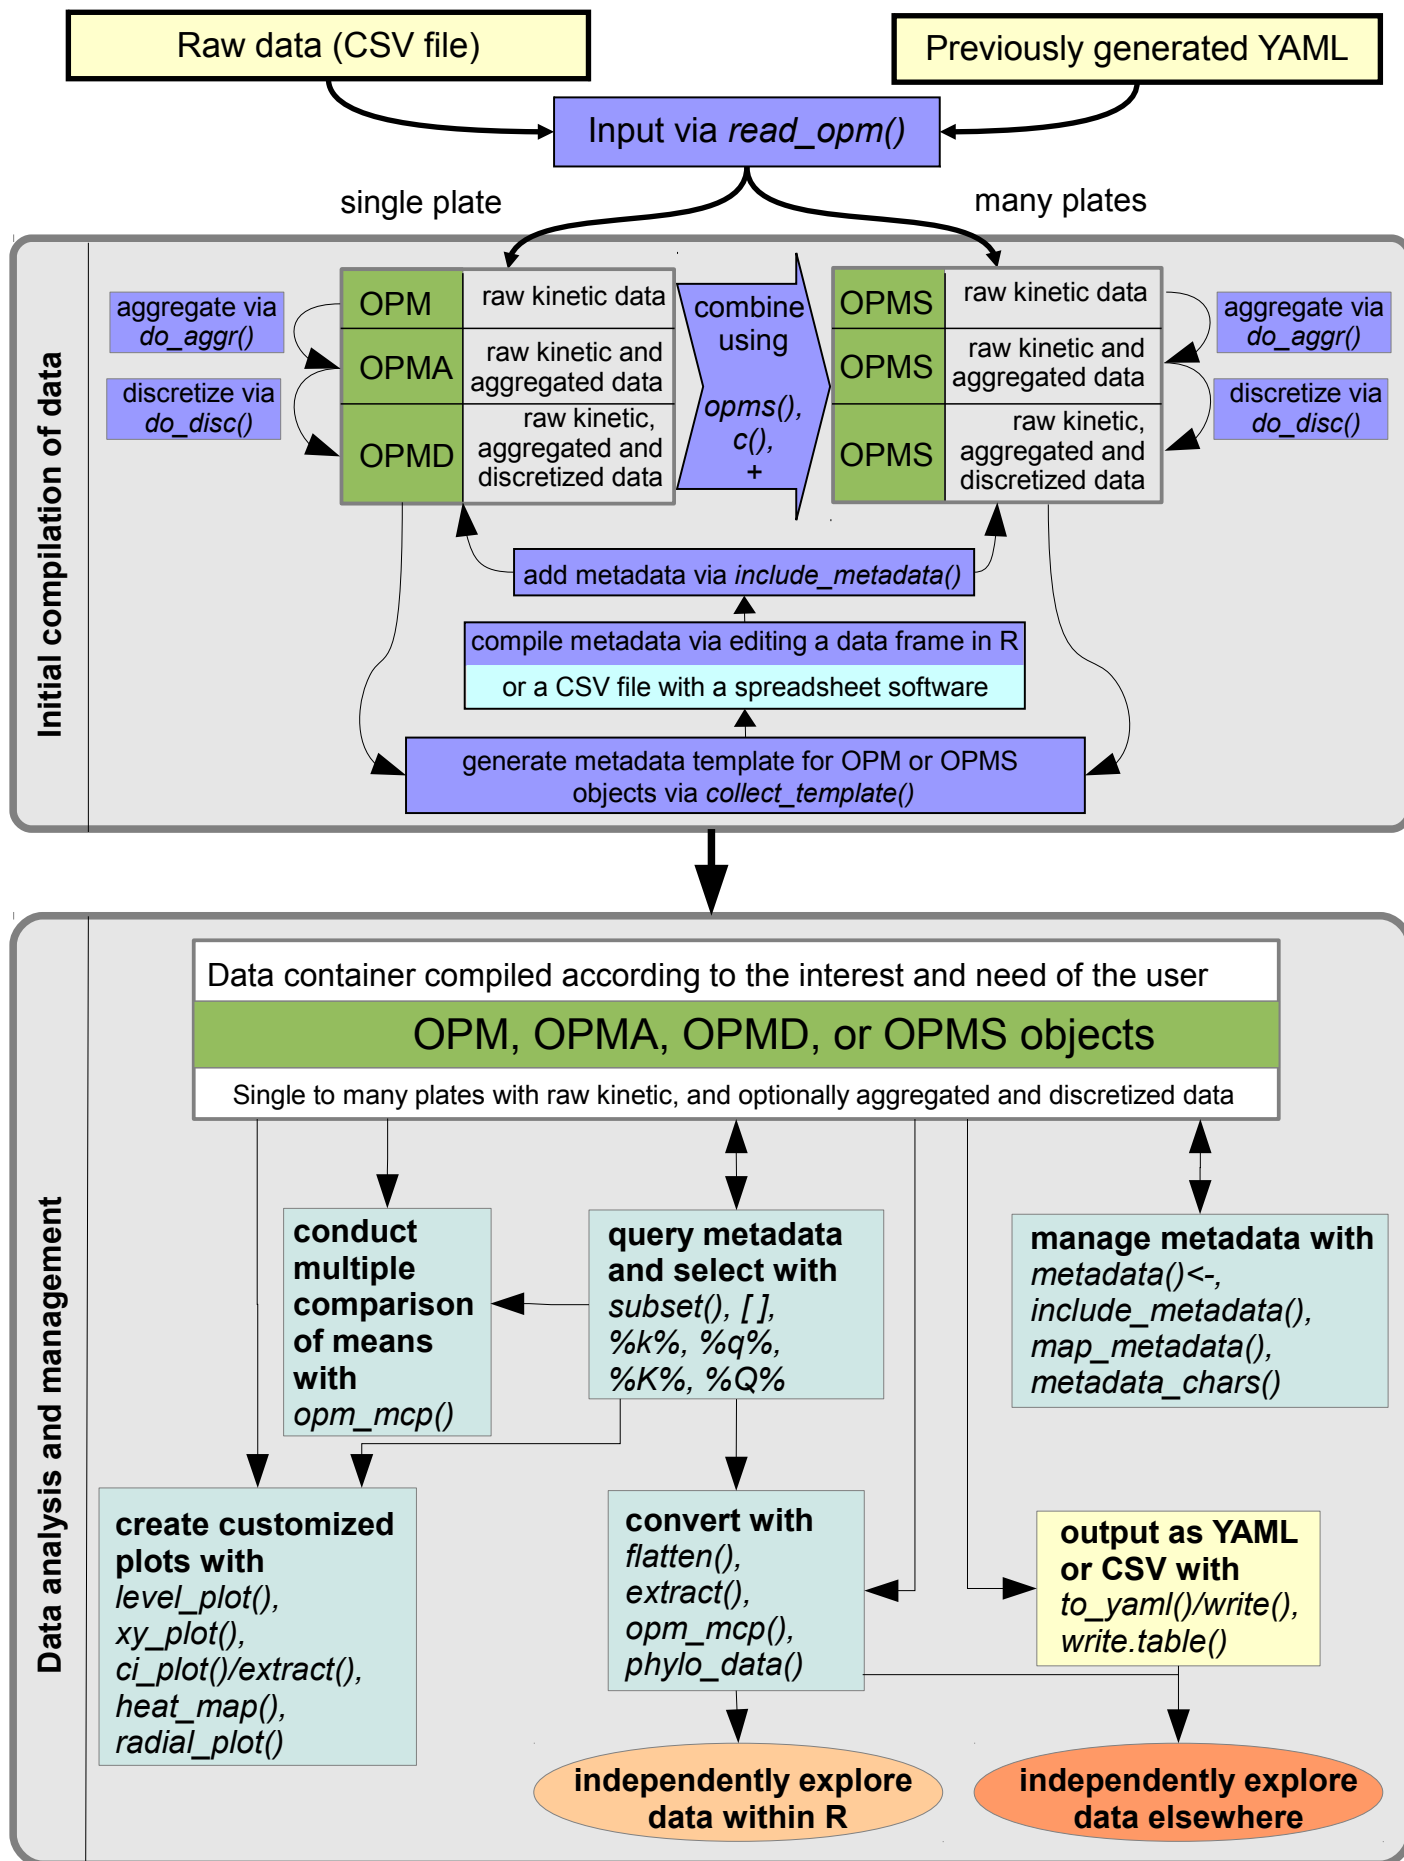 Raw data (CSV file)
Previously generated YAML
Input via read_opm()
single plate
many plates
Initial compilation of data
aggregate via
do_aggr()
discretize via
do_disc()
OPM
raw kinetic data
OPMA
raw kinetic and
aggregated data
OPMD
raw kinetic,
aggregated and
discretized data
combine
using
opms(),
c(),
+
OPMS
raw kinetic data
OPMS
raw kinetic and
aggregated data
OPMS
raw kinetic,
aggregated and
discretized data
aggregate via
do_aggr()
discretize via
do_disc()
add metadata via include_metadata()
compile metadata via editing a data frame in R
or a CSV file with a spreadsheet software
generate metadata template for OPM or OPMS
objects via collect_template()
Data analysis and management
Data container compiled according to the interest and need of the user
OPM, OPMA, OPMD, or OPMS objects
Single to many plates with raw kinetic, and optionally aggregated and discretized data
conduct
multiple
comparison
of means
with
opm_mcp()
query metadata
and select with
subset(), [ ],
%k%, %q%,
%K%, %Q%
manage metadata with
metadata()<-,
include_metadata(),
map_metadata(),
metadata_chars()
create customized
plots with
level_plot(),
xy_plot(),
ci_plot()/extract(),
heat_map(),
radial_plot()
convert with
flatten(),
extract(),
opm_mcp(),
phylo_data()
output as YAML
or CSV with
to_yaml()/write(),
write.table()
independently explore
data within R
independently explore
data elsewhere